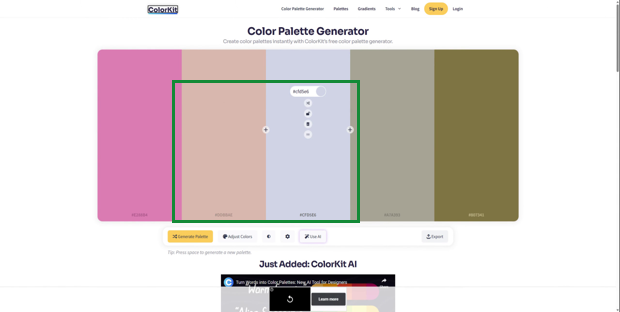 ColorKit
Color Palette Generator
Palettes
Gradients
Tools
Blog
Sign Up
Login
Color Palette Generator
Create color palettes instantly with ColorKit's free color palette generator.
Generate Palette
Adjust Colors
Use AI
Export
Tip: Press space to generate a new palette.
Just Added: ColorKit AI
Turn Words Into Color Palettes: New AI Tool for Designers
Share
Learn more